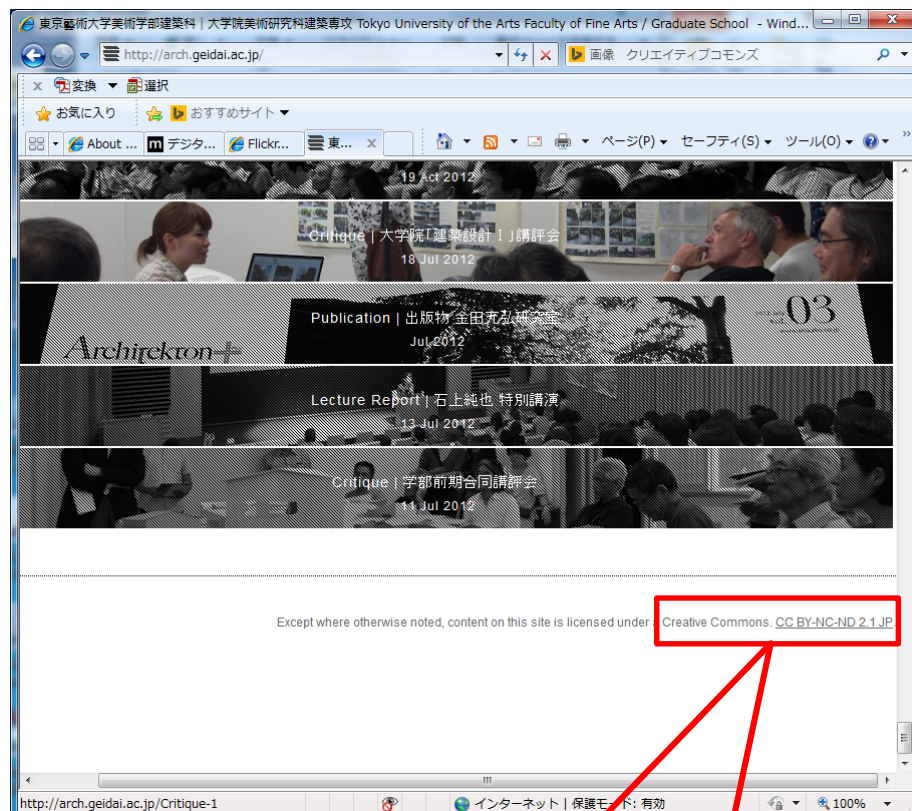 東京藝術大学美術学部建築科｜大学院美術研究科建築専攻 Tokyo University of the Arts Faculty of Fine Arts / Graduate School - Wind...
http://arch.geidai.ac.jp/
画像 クリエイティブコモンズ
x 変換 ▼ 選択
お気に入り おすすめサイト ▼
About ... デジタ... Flickr... 東... x ページ(P) セーフティ(S) ツール(O) »
19 Act 2012
Critique | 大学院「建築設計Ⅰ」講評会
18 Jul 2012
03
vol.
Architekton
Publication | 出版物 金田充弘研究室
Jul 2012
Lecture Report | 石上純也 特別講演
13 Jul 2012
Critique | 学部前期合同講評会
11 Jul 2012
Except where otherwise noted, content on this site is licensed under a Creative Commons. CC BY-NC-ND 2.1 JP.
http://arch.geidai.ac.jp/Critique-1 インターネット | 保護モード: 有効 100%